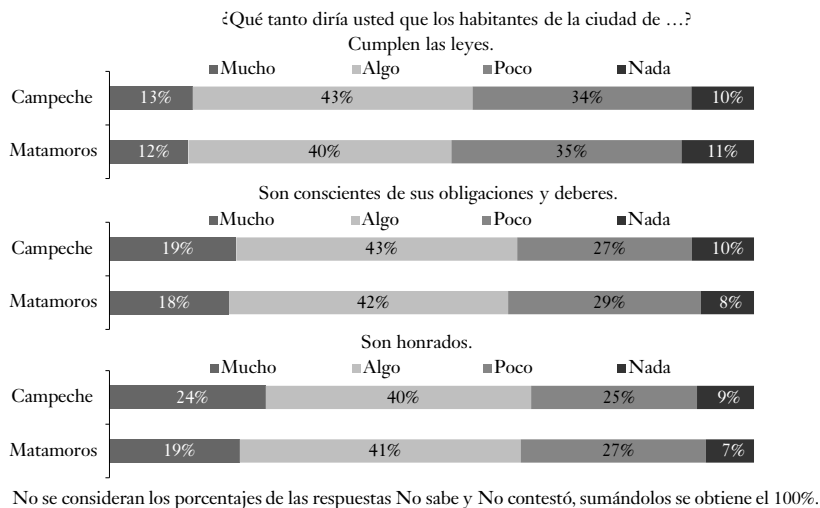 ¿Qué tanto diría usted que los habitantes de la ciudad de …?
Cumplen las leyes.
Mucho Algo Poco Nada
Campeche 13% 43% 34% 10%
Matamoros 12% 40% 35% 11%
Son conscientes de sus obligaciones y deberes.
Mucho Algo Poco Nada
Campeche 19% 43% 27% 10%
Matamoros 18% 42% 29% 8%
Son honrados.
Mucho Algo Poco Nada
Campeche 24% 40% 25% 9%
Matamoros 19% 41% 27% 7%
No se consideran los porcentajes de las respuestas No sabe y No contestó, sumándolos se obtiene el 100%.